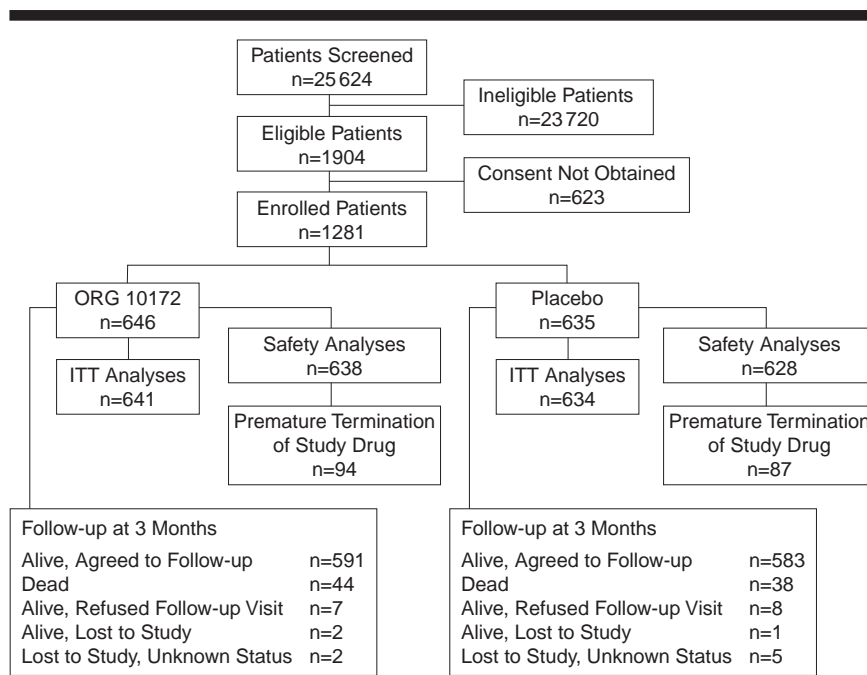 Patients Screened
n=25 624
Ineligible Patients
n=23 720
Eligible Patients
n=1904
Consent Not Obtained
n=623
Enrolled Patients
n=1281
ORG 10172
n=646
ITT Analyses
n=641
Safety Analyses
n=638
Premature Termination
of Study Drug
n=94
Placebo
n=635
ITT Analyses
n=634
Safety Analyses
n=628
Premature Termination
of Study Drug
n=87
Follow-up at 3 Months
Alive, Agreed to Follow-up n=591
Dead n=44
Alive, Refused Follow-up Visit n=7
Alive, Lost to Study n=2
Lost to Study, Unknown Status n=2
Follow-up at 3 Months
Alive, Agreed to Follow-up n=583
Dead n=38
Alive, Refused Follow-up Visit n=8
Alive, Lost to Study n=1
Lost to Study, Unknown Status n=5